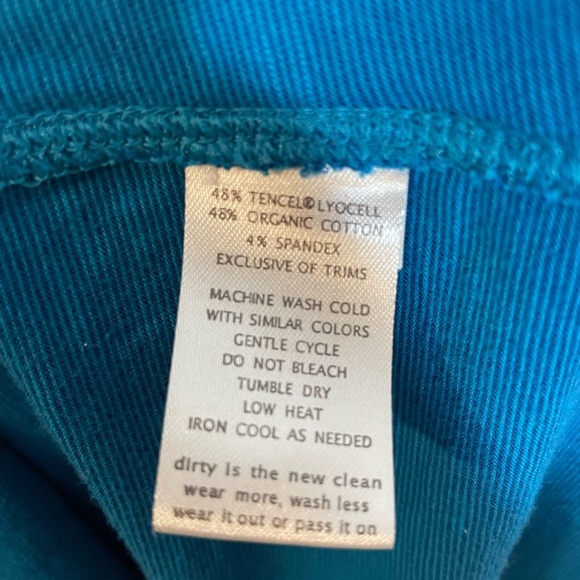 48% TENCEL® LYOCELL
48% ORGANIC COTTON
4% SPANDEX
EXCLUSIVE OF TRIMS
MACHINE WASH COLD
WITH SIMILAR COLORS
GENTLE CYCLE
DO NOT BLEACH
TUMBLE DRY
LOW HEAT
IRON COOL AS NEEDED
dirty is the new clean
wear more, wash less
wear it out or pass it on